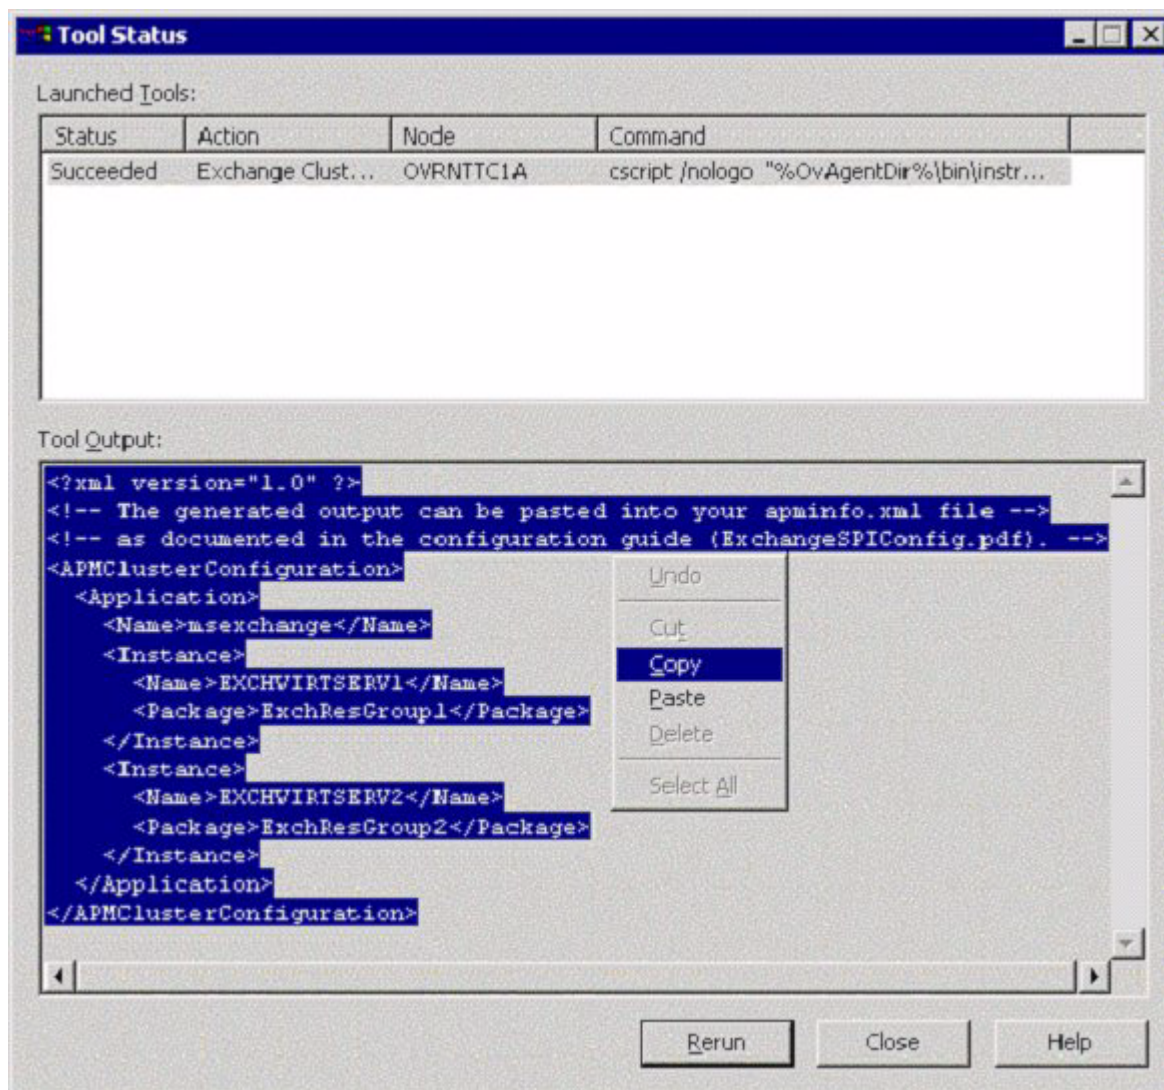 Tool Status
Launched Tools:
Status Action Node Command
Succeeded Exchange Clust... OVRNTTC1A cscript /nologo "%OvAgentDir%\bin\instr...
Tool Output:
<?xml version="1.0" ?>
<!-- The generated output can be pasted into your apminfo.xml file -->
<!-- as documented in the configuration guide (ExchangeSPIConfig.pdf). -->
<APMClusterConfiguration>
<Application>
<Name>msexchange</Name>
<Instance>
<Name>EXCHVIRTSERV1</Name>
<Package>ExchResGroup1</Package>
</Instance>
<Instance>
<Name>EXCHVIRTSERV2</Name>
<Package>ExchResGroup2</Package>
</Instance>
</Application>
</APMClusterConfiguration>
Undo
Cut
Copy
Paste
Delete
Select All
Rerun Close Help